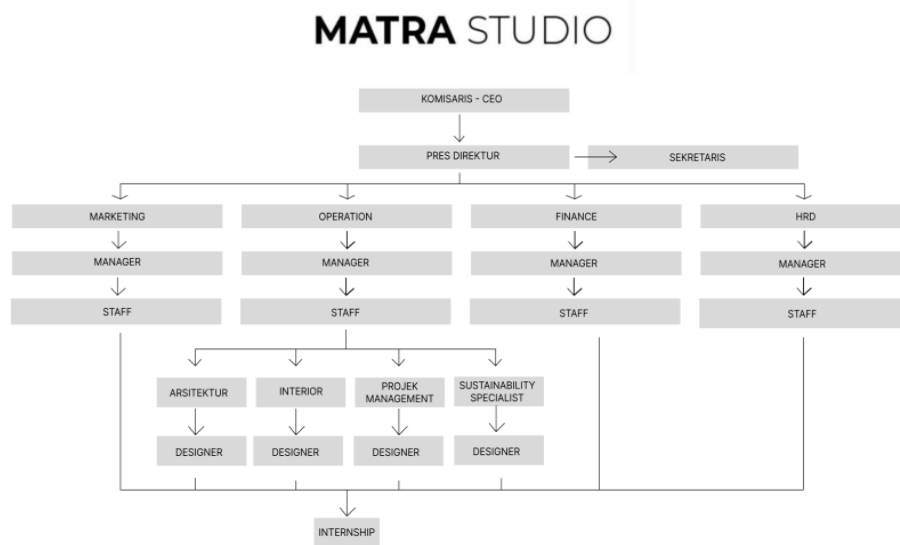 MATRA STUDIO
KOMISARIS - CEO
PRES DIREKTUR
SEKRETARIS
MARKETING
OPERATION
FINANCE
HRD
MANAGER
MANAGER
MANAGER
MANAGER
STAFF
STAFF
STAFF
STAFF
ARSITEKTUR
INTERIOR
PROJEK
MANAGEMENT
SUSTAINABILITY
SPECIALIST
DESIGNER
DESIGNER
DESIGNER
DESIGNER
INTERNSHIP